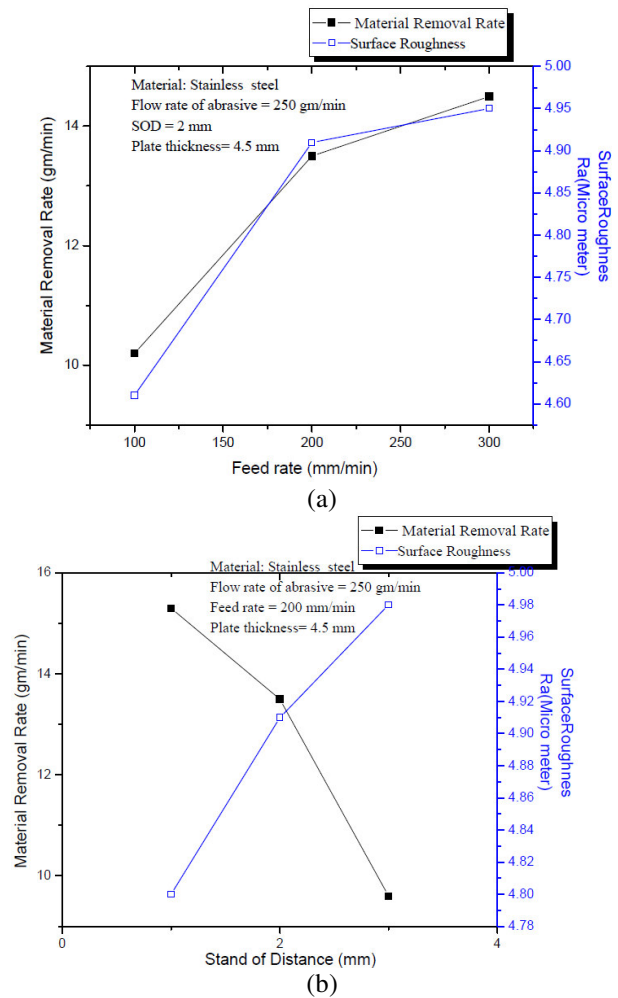 Material Removal Rate
Surface Roughness
Material: Stainless steel
Flow rate of abrasive = 250 gm/min
SOD = 2 mm
Plate thickness= 4.5 mm
Material Removal Rate (gm/min)
14
12
10
100
150
200
250
300
Feed rate (mm/min)
5.00
4.95
4.90
4.85
4.80
4.75
4.70
4.65
4.60
SurfaceRoughnes
Ra(Micro meter)
(a)
Material Removal Rate
Surface Roughness
Material: Stainless steel
Flow rate of abrasive = 250 gm/min
Feed rate = 200 mm/min
Plate thickness= 4.5 mm
Material Removal Rate (gm/min)
16
14
12
10
0
2
4
Stand of Distance (mm)
5.00
4.98
4.96
4.94
4.92
4.90
4.88
4.86
4.84
4.82
4.80
4.78
SurfaceRoughnes
Ra(Micro meter)
(b)